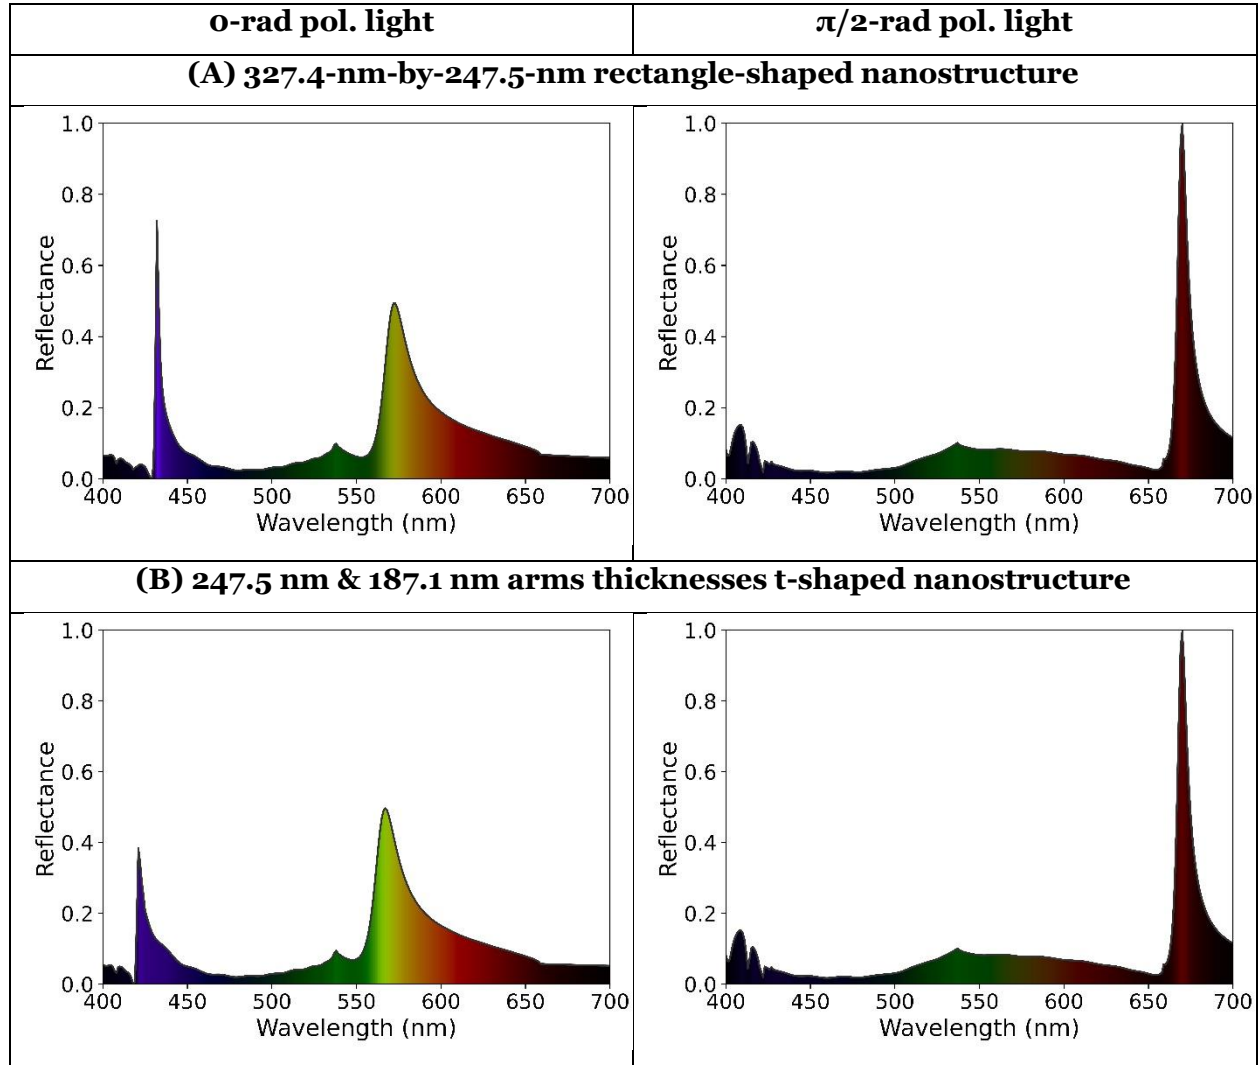 0-rad pol. light
π/2-rad pol. light
(A) 327.4-nm-by-247.5-nm rectangle-shaped nanostructure
1.0
0.8
0.6
0.4
0.2
0.0
Reflectance
400 450 500 550 600 650 700
Wavelength (nm)
1.0
0.8
0.6
0.4
0.2
0.0
Reflectance
400 450 500 550 600 650 700
Wavelength (nm)
(B) 247.5 nm & 187.1 nm arms thicknesses t-shaped nanostructure
1.0
0.8
0.6
0.4
0.2
0.0
Reflectance
400 450 500 550 600 650 700
Wavelength (nm)
1.0
0.8
0.6
0.4
0.2
0.0
Reflectance
400 450 500 550 600 650 700
Wavelength (nm)